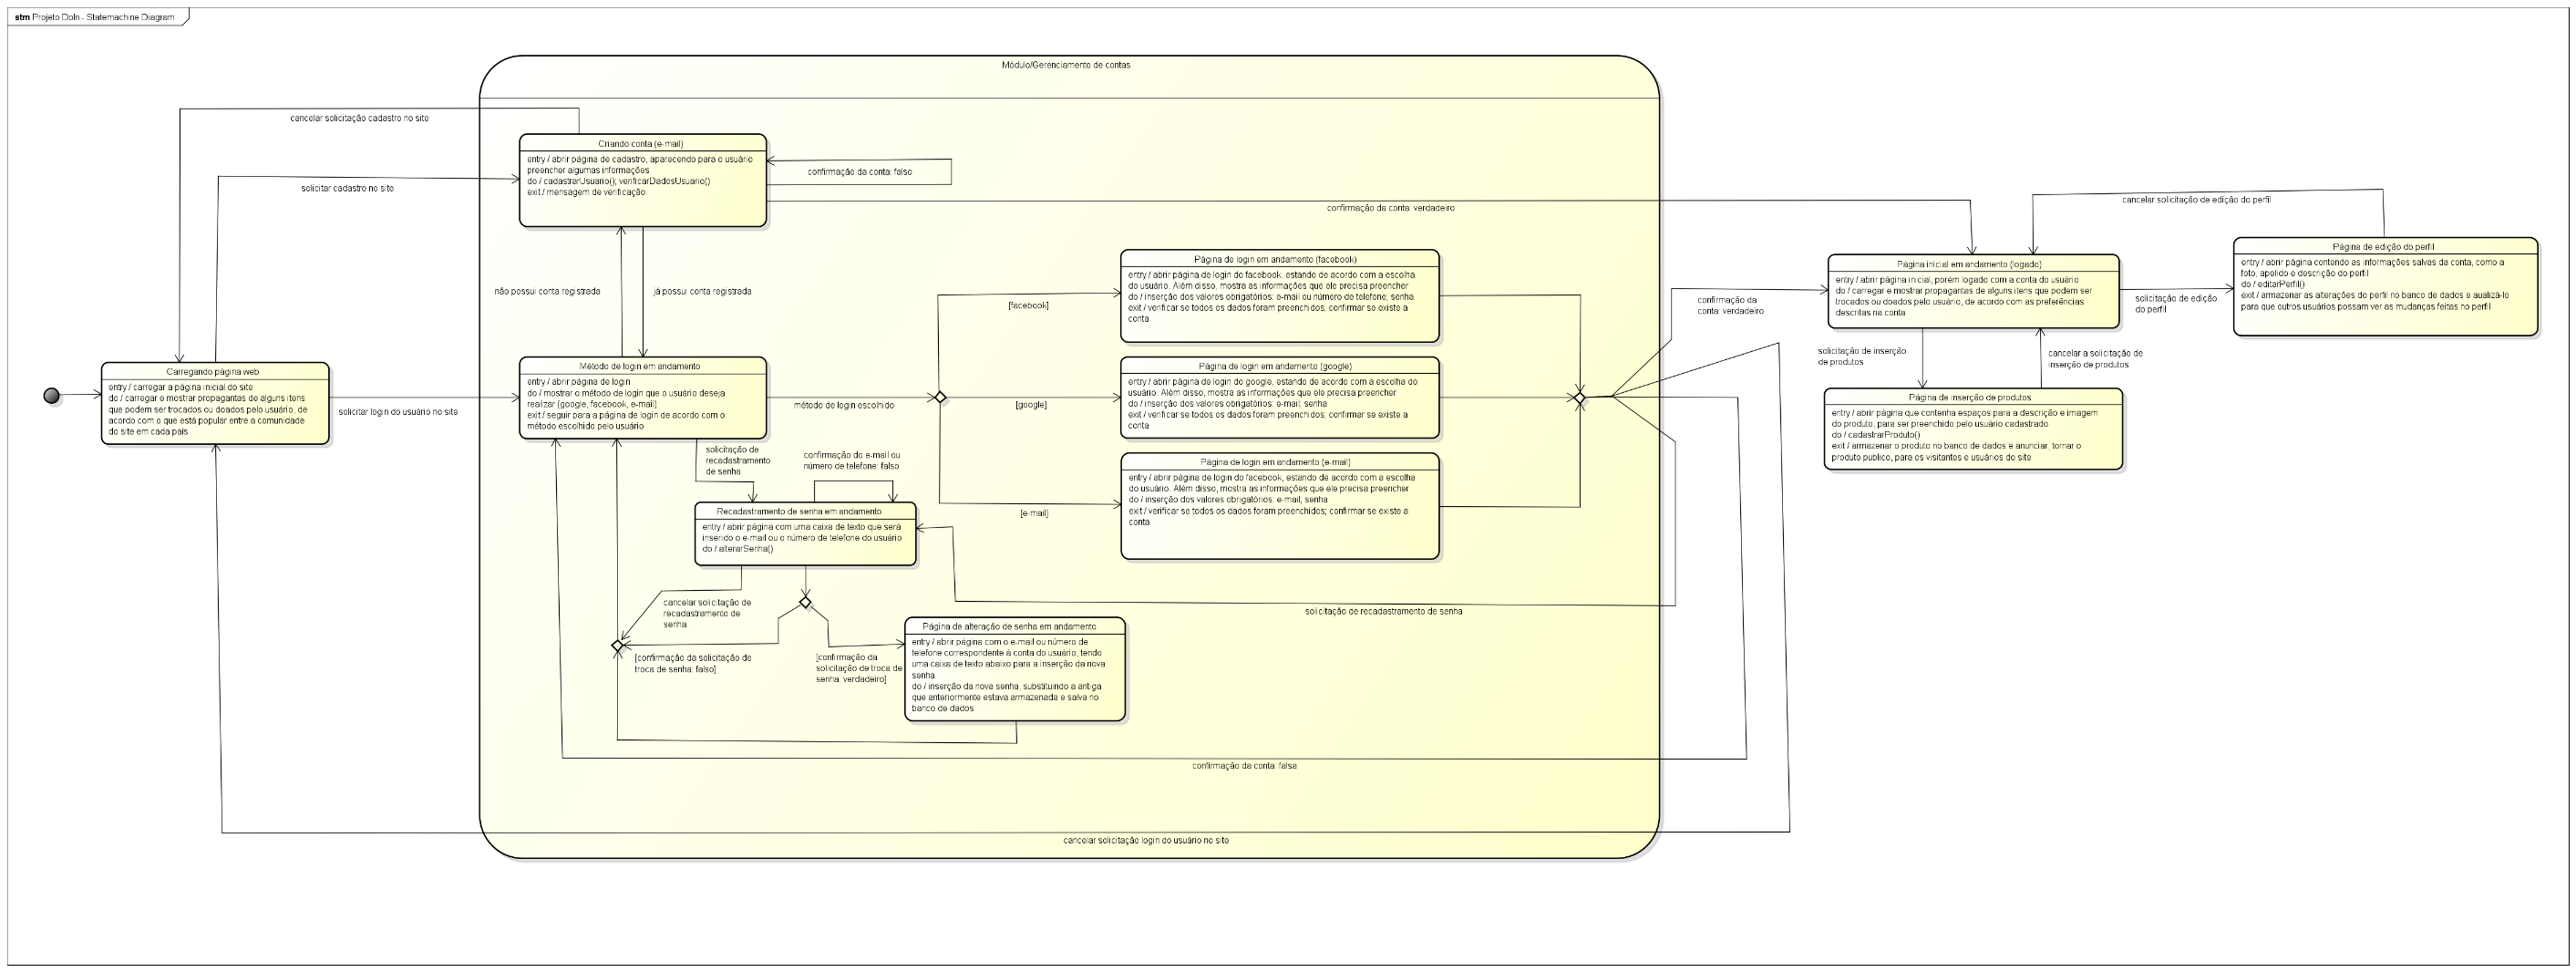 stm Projeto DoIn - Statemachine Diagram
Módulo/Gerenciamento de contas
cancelar solicitação cadastro no site
solicitar cadastro no site
Criando conta (e-mail)
entry / abrir página de cadastro, aparecendo para o usuário
preencher algumas informações
do / cadastrarUsuario(); verificarDadosUsuario()
exit / mensagem de verificação
confirmação da conta: falso
confirmação da conta: verdadeiro
não possui conta registrada
já possui conta registrada
Carregando página web
entry / carregar a página inicial do site
do / carregar e mostrar propagantas de alguns itens
que podem ser trocados ou doados pelo usuário, de
acordo com o que está popular entre a comunidade
do site em cada país
solicitar login do usuário no site
Método de login em andamento
entry / abrir página de login
do / mostrar o método de login que o usuário deseja
realizar (google, facebook, e-mail)
exit / seguir para a página de login de acordo com o
método escolhido pelo usuário
método de login escolhido
[facebook]
[google]
[e-mail]
Página de login em andamento (facebook)
entry / abrir página de login do facebook, estando de acordo com a escolha
do usuário. Além disso, mostra as informações que ele precisa preencher
do / inserção dos valores obrigatórios: e-mail ou número de telefone; senha
exit / verificar se todos os dados foram preenchidos; confirmar se existe a
conta
Página de login em andamento (google)
entry / abrir página de login do google, estando de acordo com a escolha do
usuário. Além disso, mostra as informações que ele precisa preencher
do / inserção dos valores obrigatórios: e-mail, senha
exit / verificar se todos os dados foram preenchidos; confirmar se existe a
conta
Página de login em andamento (e-mail)
entry / abrir página de login do facebook, estando de acordo com a escolha
do usuário. Além disso, mostra as informações que ele precisa preencher
do / inserção dos valores obrigatórios: e-mail, senha
exit / verificar se todos os dados foram preenchidos; confirmar se existe a
conta
solicitação de
recadastramento
de senha
confirmação do e-mail ou
número de telefone: falso
Recadastramento de senha em andamento
entry / abrir página com uma caixa de texto que será
inserido o e-mail ou o número de telefone do usuário
do / alterarSenha()
cancelar solicitação de
recadastramento de
senha
[confirmação da solicitação de
troca de senha: falso]
[confirmação da
solicitação de troca de
senha: verdadeiro]
Página de alteração de senha em andamento
entry / abrir página com o e-mail ou número de
telefone correspondente à conta do usuário, tendo
uma caixa de texto abaixo para a inserção da nova
senha
do / inserção da nova senha, substituindo a antiga
que anteriormente estava armazenada e salva no
banco de dados
solicitação de recadastramento de senha
confirmação da conta: falsa
cancelar solicitação login do usuário no site
confirmação da
conta: verdadeiro
Página inicial em andamento (logado)
entry / abrir página inicial, porém logado com a conta do usuário
do / carregar e mostrar propagantas de alguns itens que podem ser
trocados ou doados pelo usuário, de acordo com as preferências
descritas na conta
cancelar solicitação de edição do perfil
solicitação de edição
do perfil
Página de edição do perfil
entry / abrir página contendo as informações salvas da conta, como a
foto, apelido e descrição do perfil
do / editarPerfil()
exit / armazenar as alterações do perfil no banco de dados e aualizá-lo
para que outros usuários possam ver as mudanças feitas no perfil
solicitação de inserção
de produtos
cancelar a solicitação de
inserção de produtos
Página de inserção de produtos
entry / abrir página que contenha espaços para a descrição e imagem
do produto, para ser preenchido pelo usuário cadastrado
do / cadastrarProduto()
exit / armazenar o produto no banco de dados e anunciar, tornar o
produto publico, para os visitantes e usuários do site